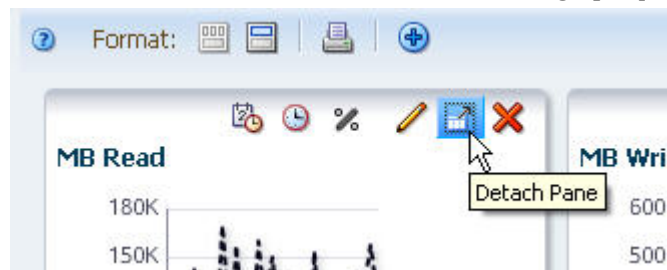 Format:
MB Read
MB Wri
Detach Pane
180K
600
150K
500